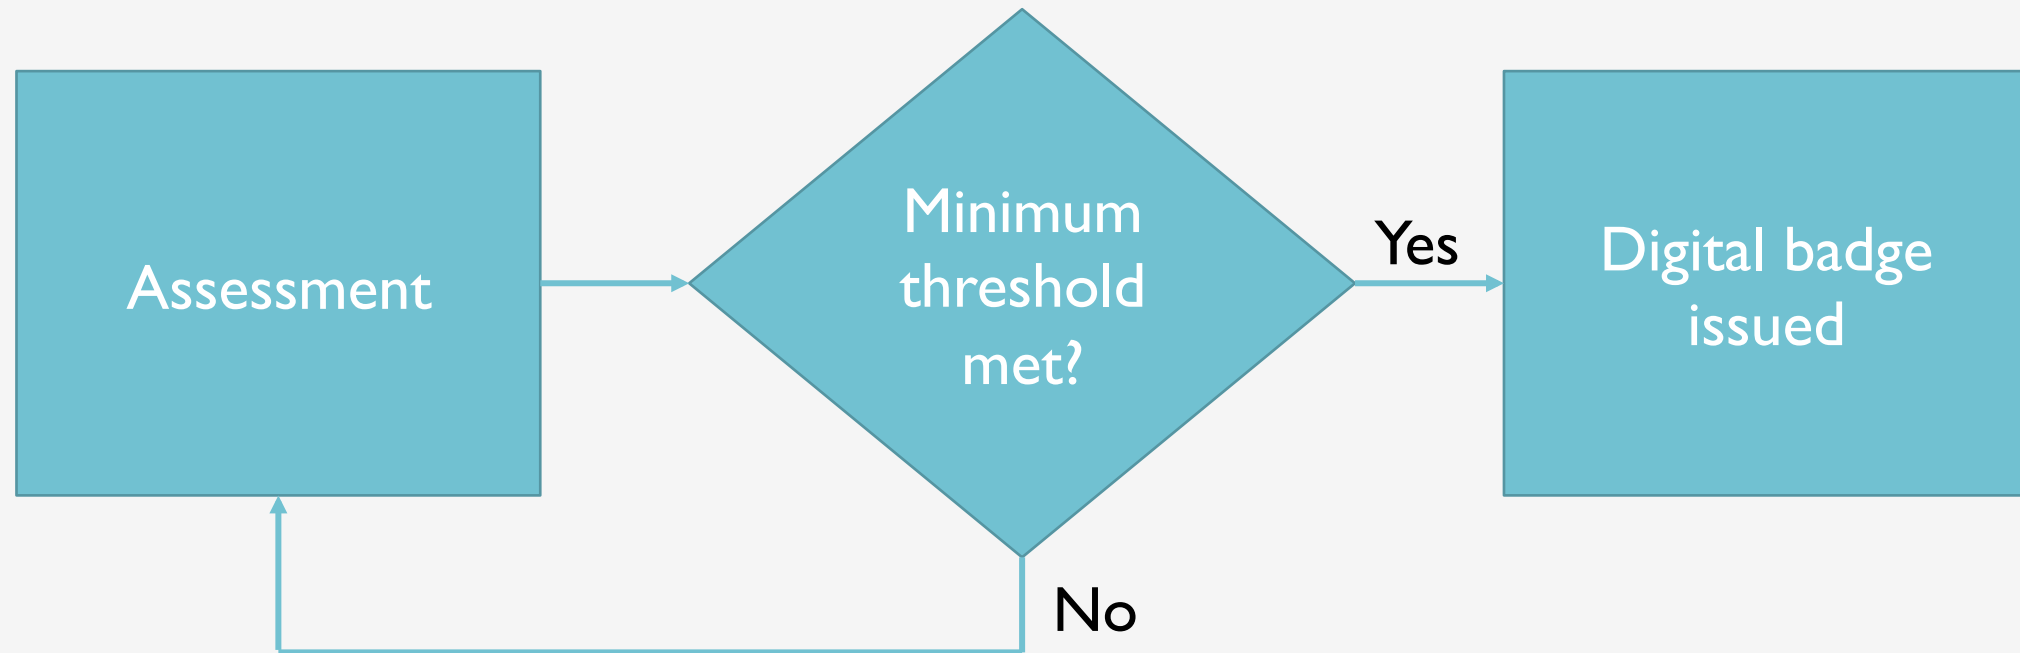 Assessment
Minimum
threshold
met?
Yes
Digital badge
issued
No